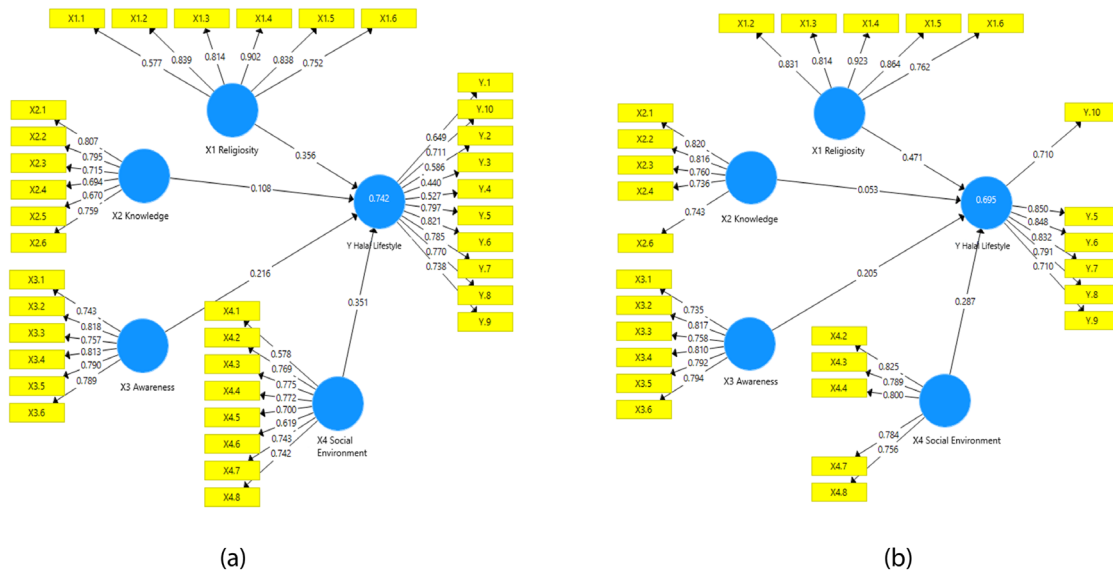 X1.1 X1.2 X1.3 X1.4 X1.5 X1.6
0.577 0.839 0.814 0.902 0.838 0.752
X1 Religiosity
X2.1
X2.2
X2.3
X2.4
X2.5
X2.6
0.807
0.795
0.715
0.694
0.670
0.759
X2 Knowledge
0.356
0.108
0.216
0.351
0.742
Y Halal Lifestyle
Y.1
Y.10
Y.2
Y.3
Y.4
Y.5
Y.6
Y.7
Y.8
Y.9
0.649
0.711
0.586
0.440
0.527
0.797
0.821
0.785
0.770
0.738
X3.1
X3.2
X3.3
X3.4
X3.5
X3.6
0.743
0.818
0.757
0.813
0.790
0.789
X3 Awareness
X4.1
X4.2
X4.3
X4.4
X4.5
X4.6
X4.7
X4.8
0.578
0.769
0.775
0.772
0.700
0.619
0.743
0.742
X4 Social
Environment
(a)
X1.2 X1.3 X1.4 X1.5 X1.6
0.831 0.814 0.923 0.864 0.762
X1 Religiosity
X2.1
X2.2
X2.3
X2.4
X2.6
0.820
0.816
0.760
0.736
0.743
X2 Knowledge
0.471
0.053
0.205
0.287
0.695
Y Halal Lifestyle
Y.10
Y.5
Y.6
Y.7
Y.8
Y.9
0.710
0.850
0.848
0.832
0.791
0.710
X3.1
X3.2
X3.3
X3.4
X3.5
X3.6
0.735
0.817
0.758
0.810
0.792
0.794
X3 Awareness
X4.2
X4.3
X4.4
X4.7
X4.8
0.825
0.789
0.800
0.784
0.756
X4 Social Environment
(b)